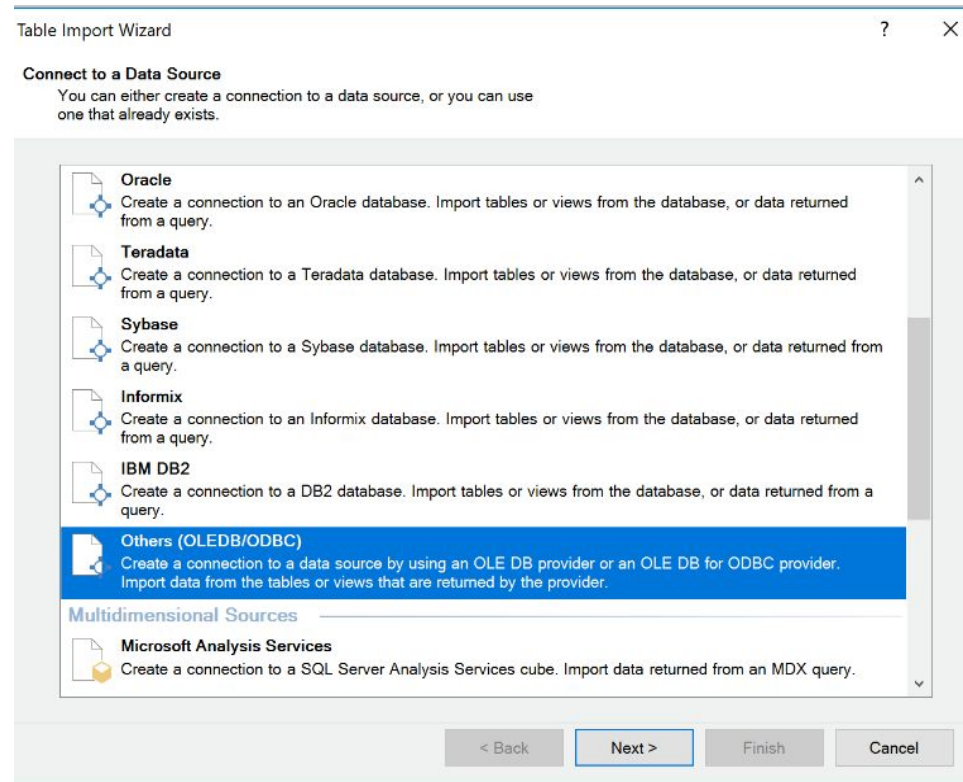 Table Import Wizard ?
Connect to a Data Source
You can either create a connection to a data source, or you can use
one that already exists.
Oracle
Create a connection to an Oracle database. Import tables or views from the database, or data returned
from a query.
Teradata
Create a connection to a Teradata database. Import tables or views from the database, or data returned
from a query.
Sybase
Create a connection to a Sybase database. Import tables or views from the database, or data returned from
a query.
Informix
Create a connection to an Informix database. Import tables or views from the database, or data returned
from a query.
IBM DB2
Create a connection to a DB2 database. Import tables or views from the database, or data returned from a
query.
Others (OLEDB/ODBC)
Create a connection to a data source by using an OLE DB provider or an OLE DB for ODBC provider.
Import data from the tables or views that are returned by the provider.
Multidimensional Sources
Microsoft Analysis Services
Create a connection to a SQL Server Analysis Services cube. Import data returned from an MDX query.
< Back Next > Finish Cancel